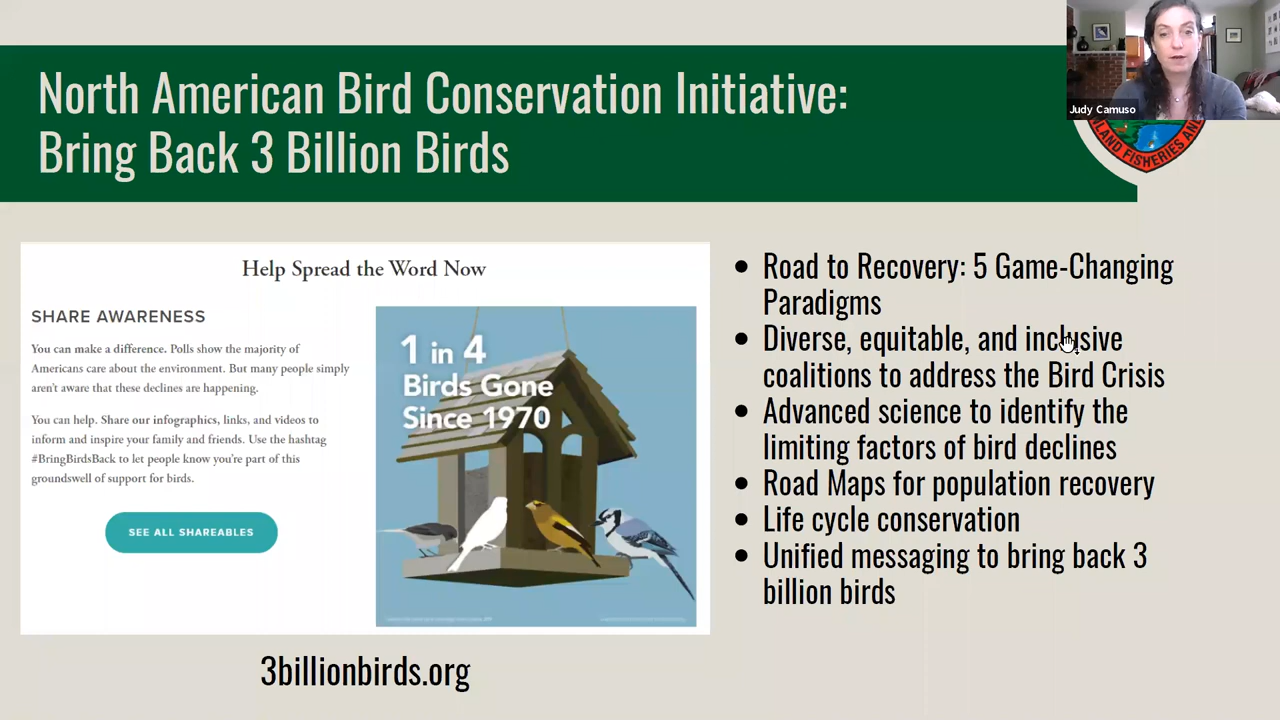 Judy Camuso
LAND FISHERIES AN
North American Bird Conservation Initiative:
Bring Back 3 Billion Birds
Help Spread the Word Now
SHARE AWARENESS
You can make a difference. Polls show the majority of
Americans care about the environment. But many people simply
aren't aware that these declines are happening.
You can help. Share our infographics, links, and videos to
inform and inspire your family and friends. Use the hashtag
#BringBirdsBack to let people know you're part of this
groundswell of support for birds.
SEE ALL SHAREABLES
1 in 4
Birds Gone
Since 1970
3billionbirds.org
• Road to Recovery: 5 Game-Changing
Paradigms
• Diverse, equitable, and inclusive
coalitions to address the Bird Crisis
• Advanced science to identify the
limiting factors of bird declines
• Road Maps for population recovery
• Life cycle conservation
• Unified messaging to bring back 3
billion birds